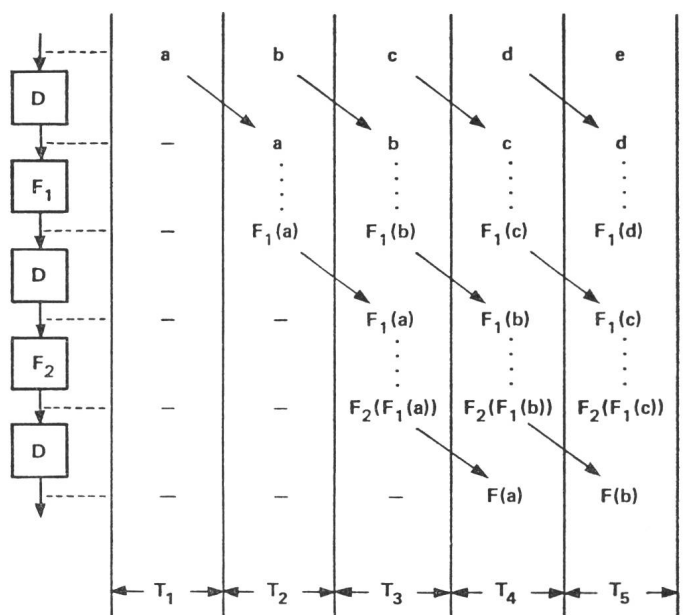 a b c d e
D
– a b c d
F₁
– F₁(a) F₁(b) F₁(c) F₁(d)
D
– – F₁(a) F₁(b) F₁(c)
F₂
– – F₂(F₁(a)) F₂(F₁(b)) F₂(F₁(c))
D
– – – F(a) F(b)
T₁ T₂ T₃ T₄ T₅